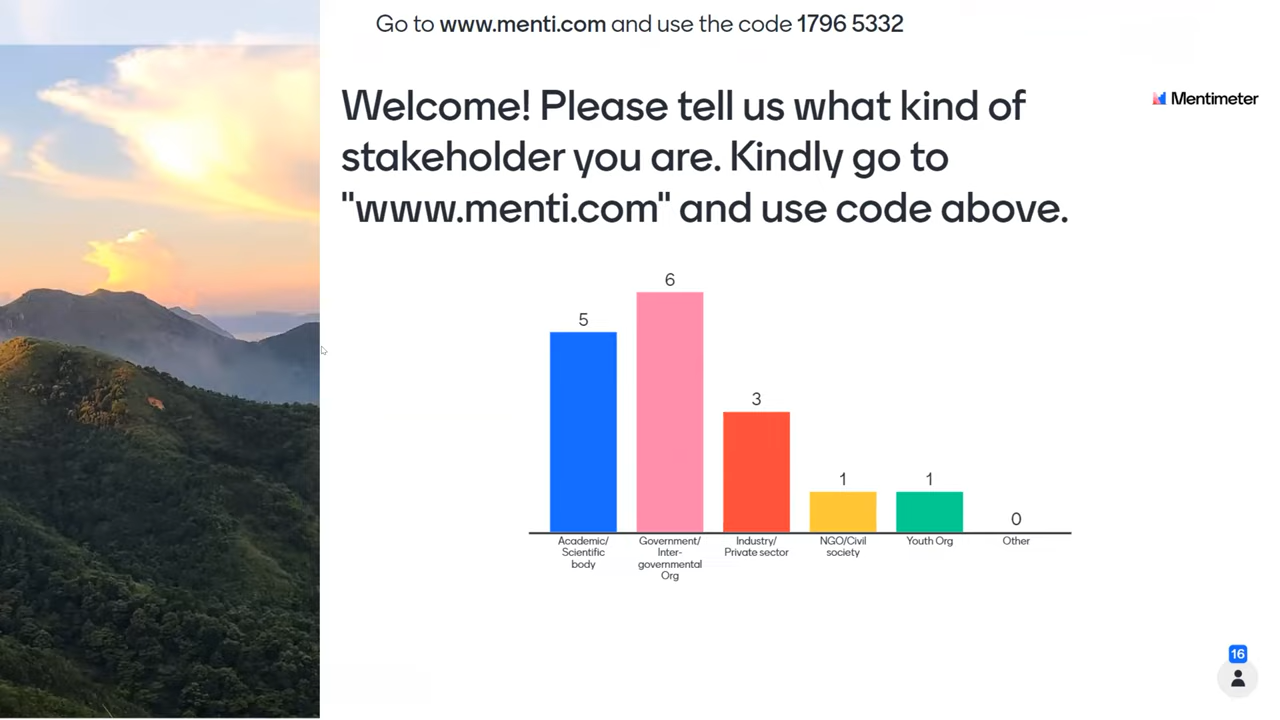 Go to www.menti.com and use the code 1796 5332
Welcome! Please tell us what kind of
stakeholder you are. Kindly go to
"www.menti.com" and use code above.
Mentimeter
5
6
3
1
1
0
Academic/
Scientific
body
Government/
Inter-
governmental
Org
Industry/
Private sector
NGO/Civil
society
Youth Org
Other
16